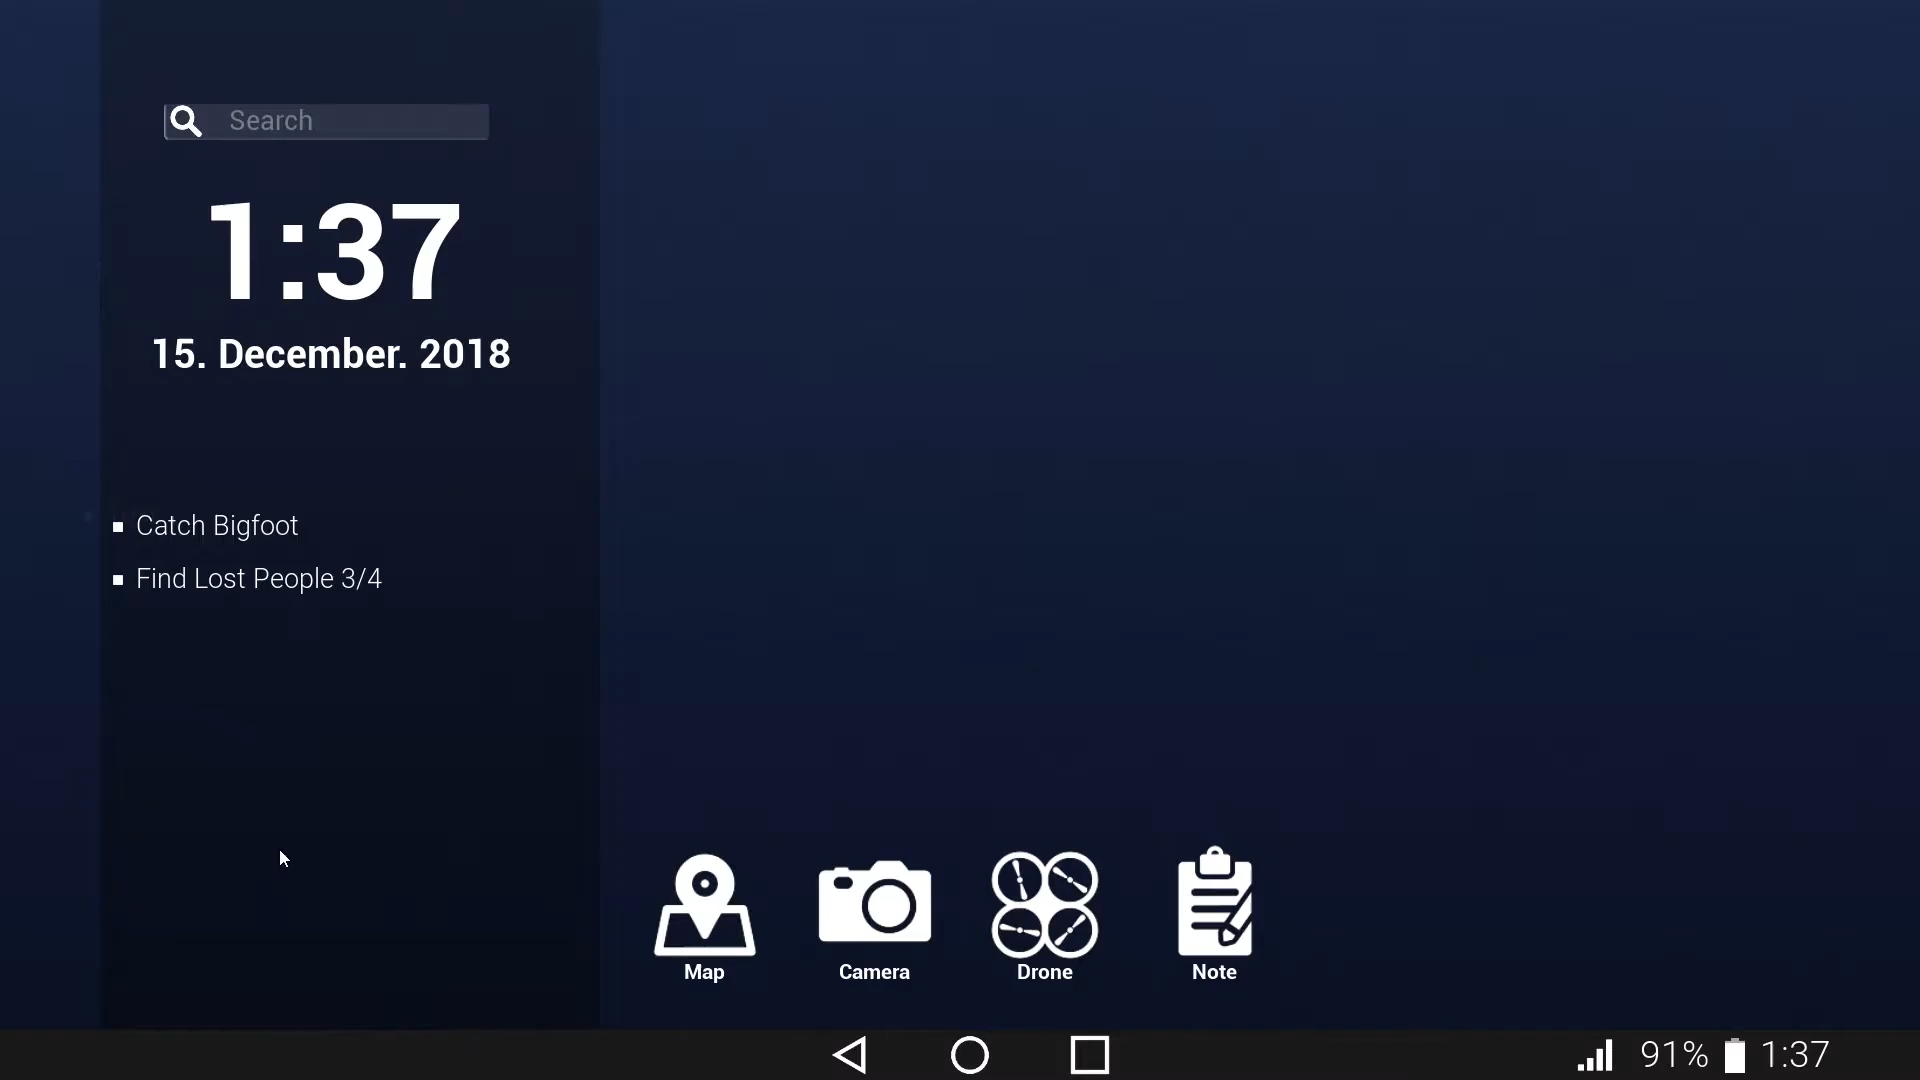 Search
1:37
15. December. 2018
Catch Bigfoot
Find Lost People 3/4
Map
Camera
Drone
Note
91% 1:37